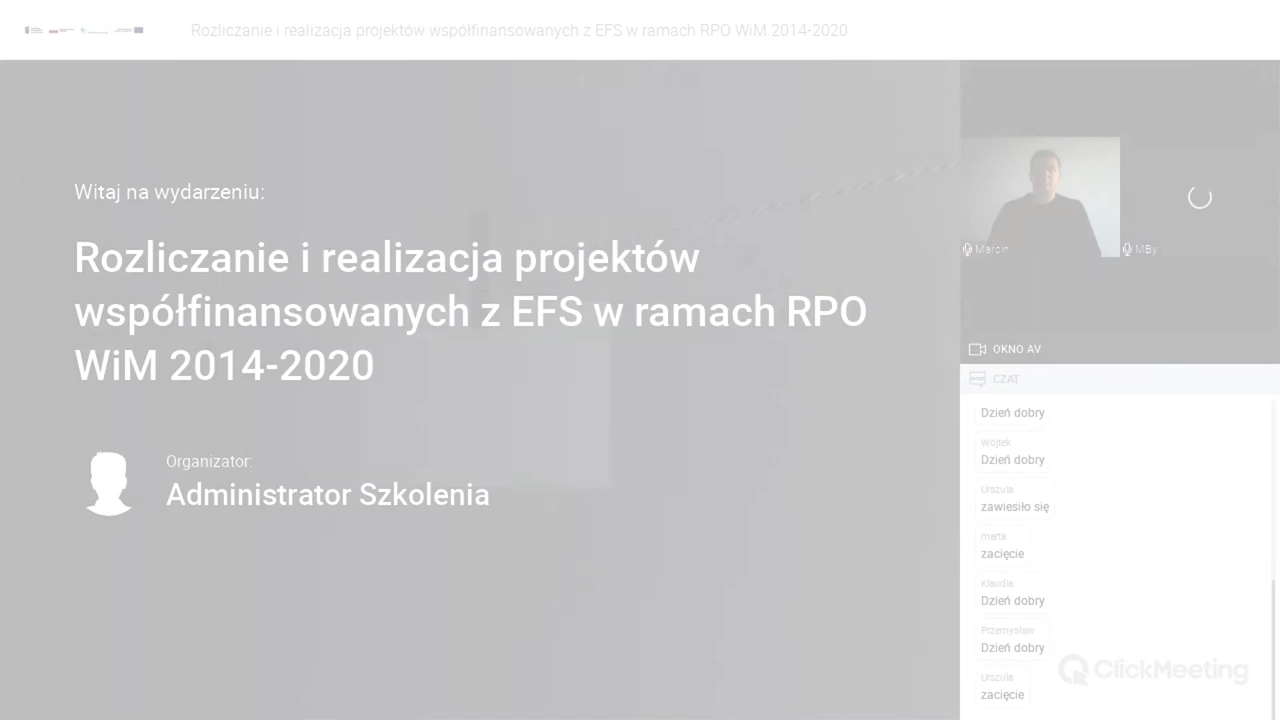 Rozliczanie i realizacja projektów współfinansowanych z EFS w ramach RPO WiM 2014-2020
Witaj na wydarzeniu:
Rozliczanie i realizacja projektów
współfinansowanych z EFS w ramach RPO
WiM 2014-2020
Organizator:
Administrator Szkolenia
Marcin
MBy
OKNO AV
CZAT
Dzień dobry
Wojtek
Dzień dobry
Urszula
zawiesiło się
marta
zacięcie
Klaudia
Dzień dobry
Przemysław
Dzień dobry
Urszula
zacięcie
ClickMeeting